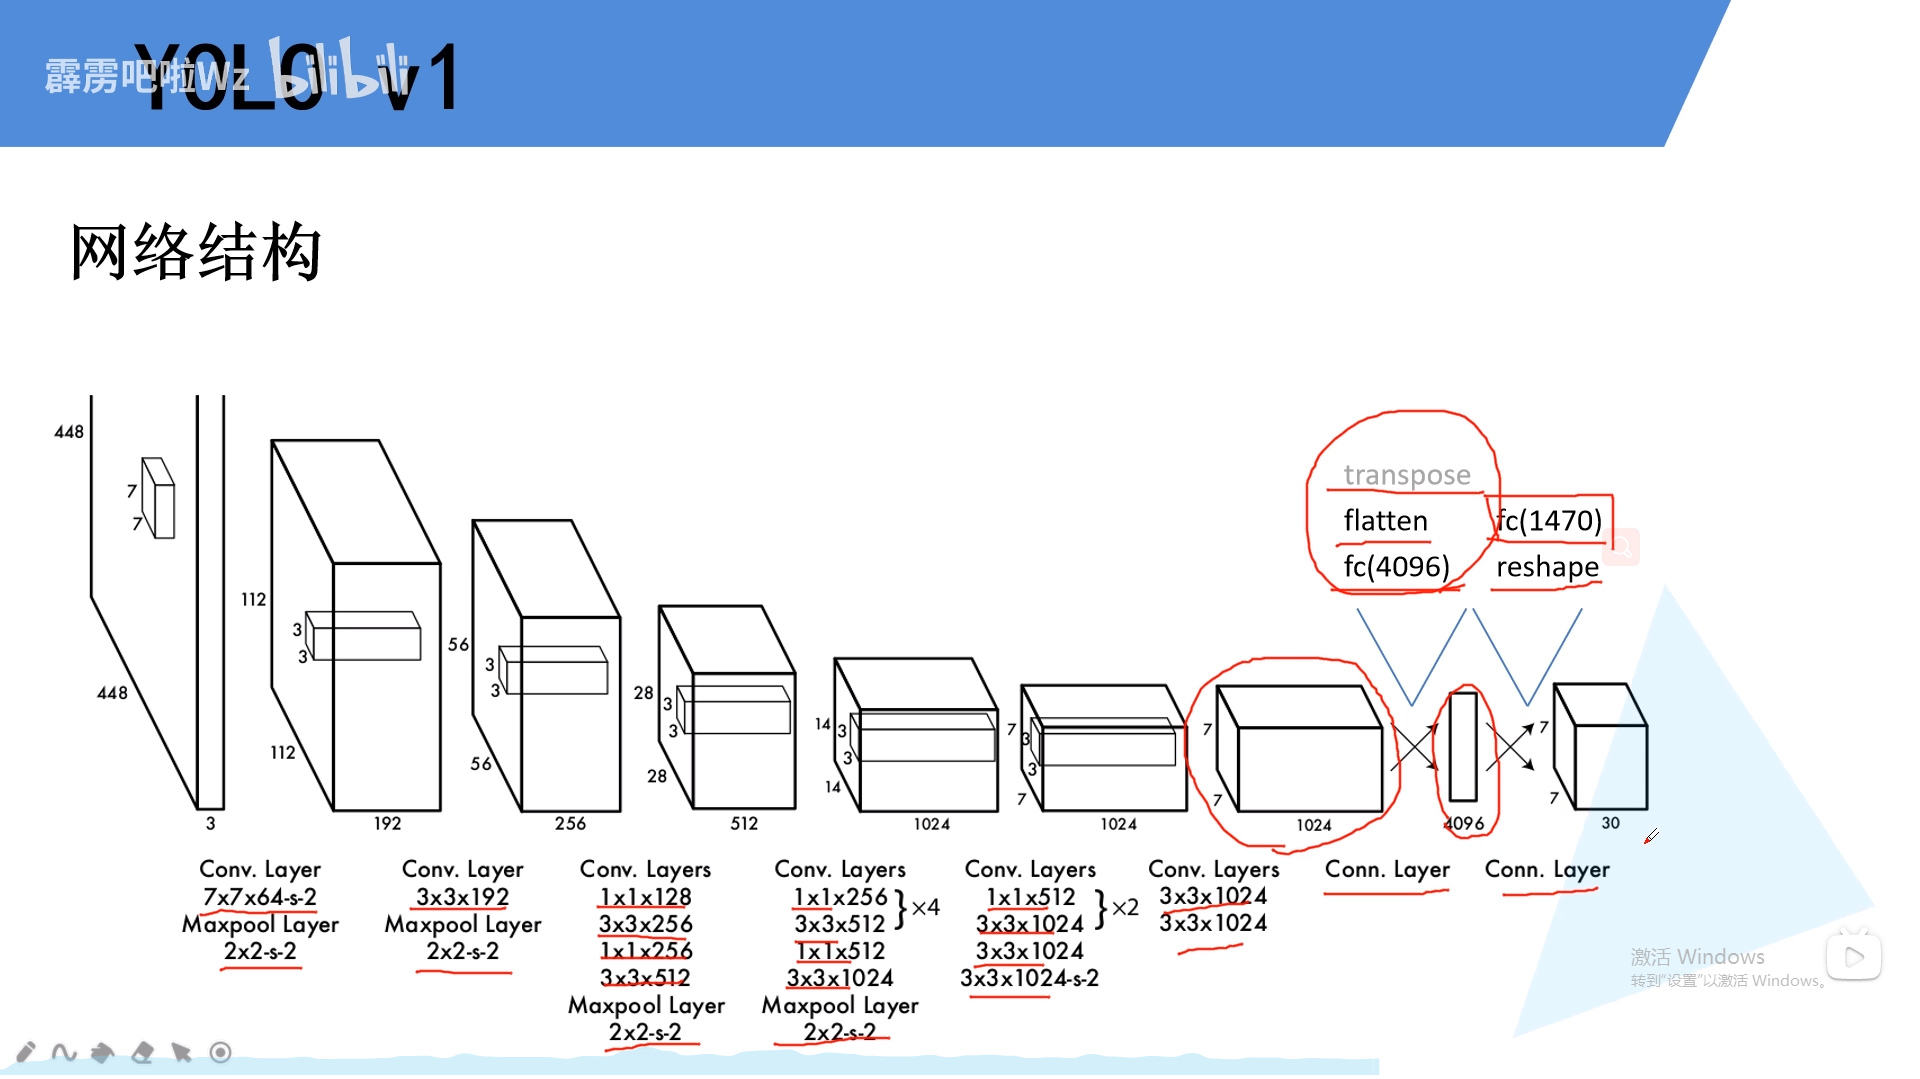 YOLO v1
霹雳吧啦Wz bilibili
网络结构
transpose
flatten fc(1470)
fc(4096) reshape
448
448
7
7
3
112
112
3
3
192
56
56
3
3
256
28
28
3
3
512
14
14
3
3
1024
7
7
3
3
1024
7
7
1024
4096
7
7
30
Conv. Layer
7x7x64-s-2
Maxpool Layer
2x2-s-2
Conv. Layer
3x3x192
Maxpool Layer
2x2-s-2
Conv. Layers
1x1x128
3x3x256
1x1x256
3x3x512
Maxpool Layer
2x2-s-2
Conv. Layers
1x1x256
3x3x512
}×4
1x1x512
3x3x1024
Maxpool Layer
2x2-s-2
Conv. Layers
1x1x512
3x3x1024
}×2
3x3x1024
3x3x1024-s-2
Conv. Layers
3x3x1024
3x3x1024
Conn. Layer
Conn. Layer
激活 Windows
转到“设置”以激活 Windows。